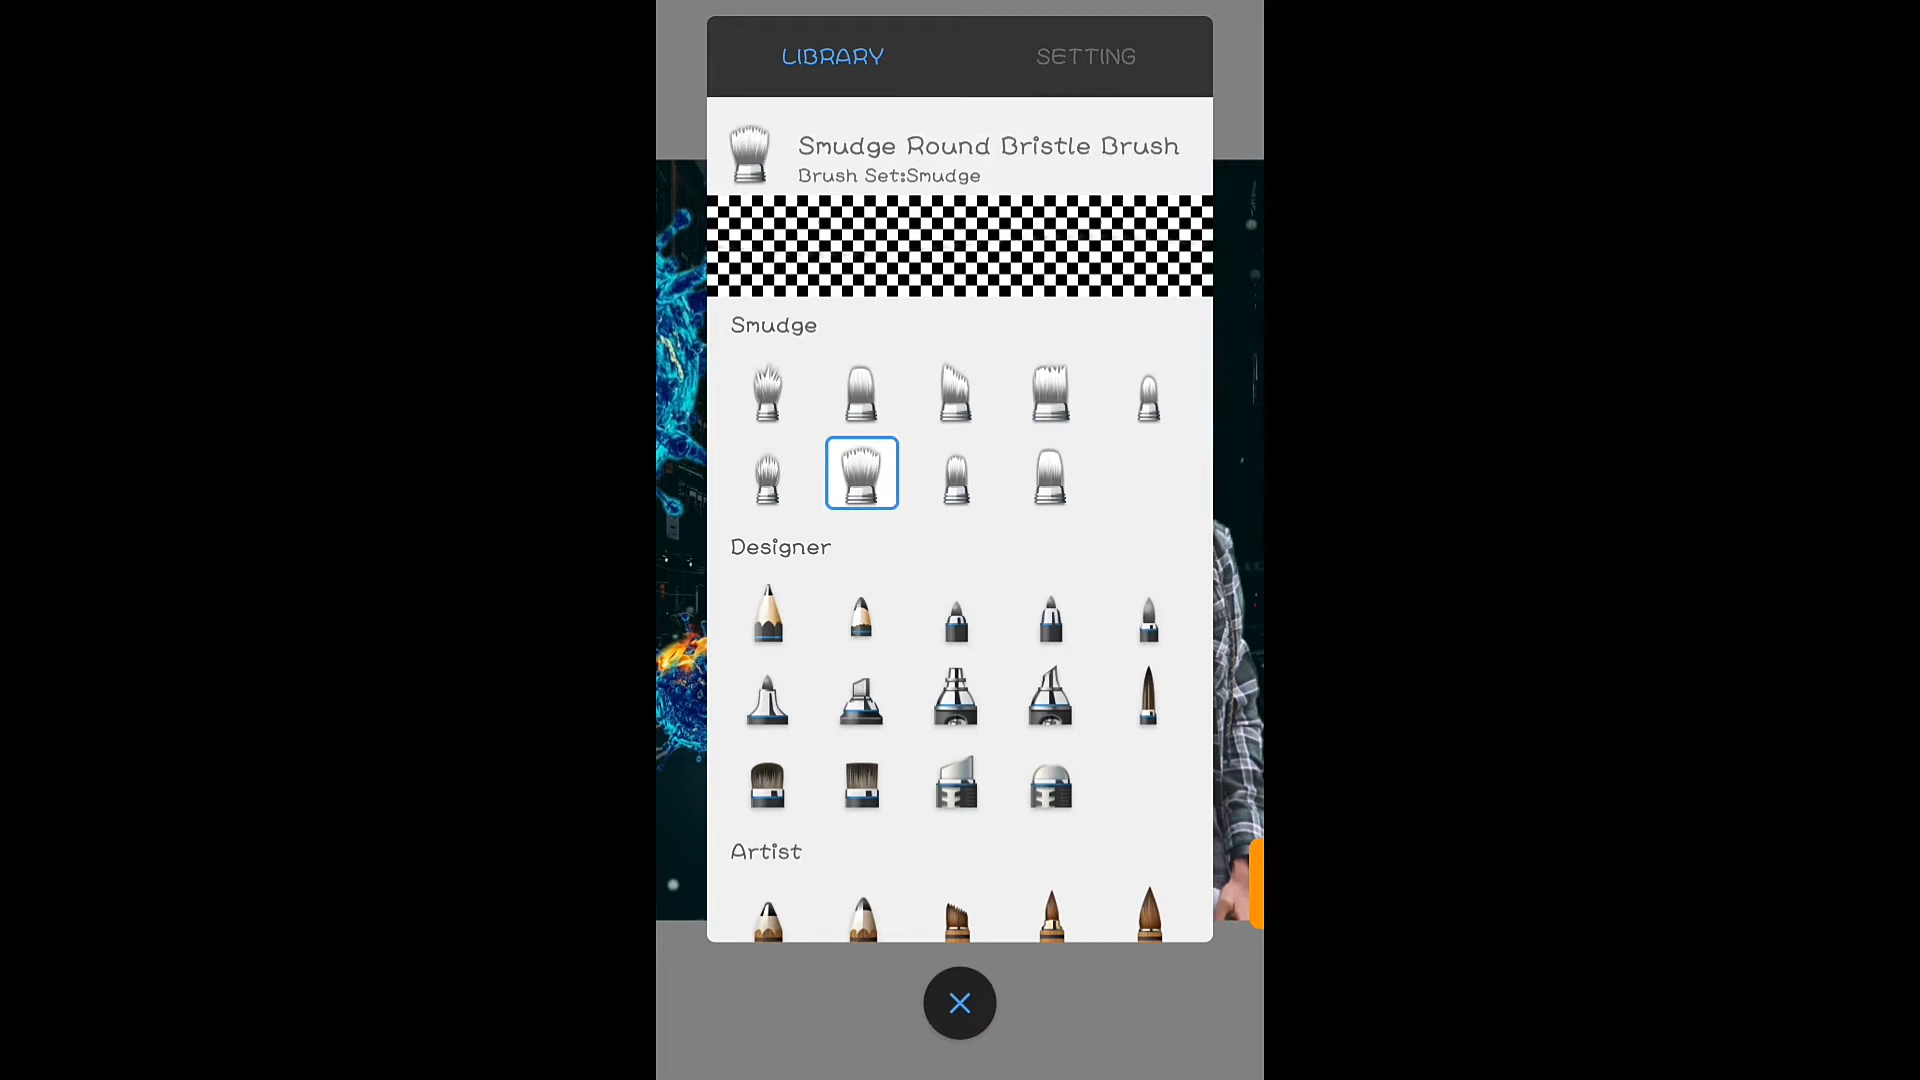 LIBRARY SETTING
Smudge Round Bristle Brush
Brush Set:Smudge
Smudge
Designer
Artist